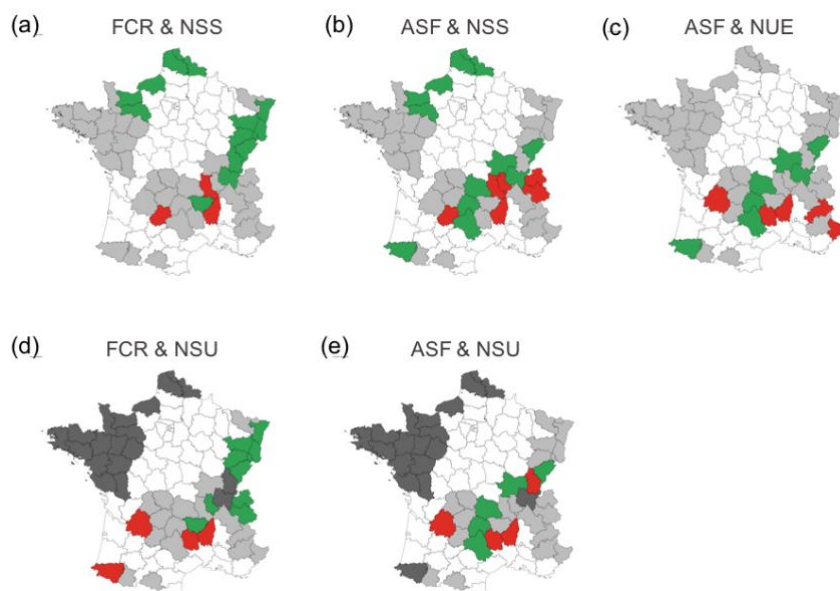 (a) FCR & NSS (b) ASF & NSS (c) ASF & NUE
(d) FCR & NSU (e) ASF & NSU